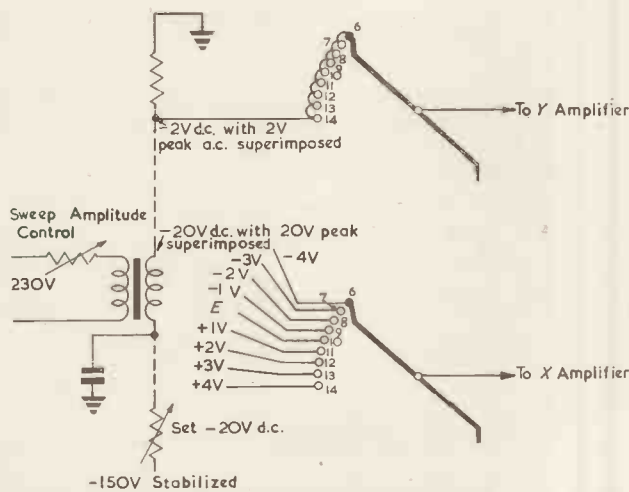 6
7
8
9
10
11
12
13
14
To Y Amplifier
-2V d.c. with 2V
peak a.c. superimposed
Sweep Amplitude
Control
230V
-20V d.c. with 20V peak
superimposed
-4V
-3V
-2V
-1V
E
+1V
+2V
+3V
+4V
6
7
8
9
10
11
12
13
14
To X Amplifier
Set -20V d.c.
-150V Stabilized